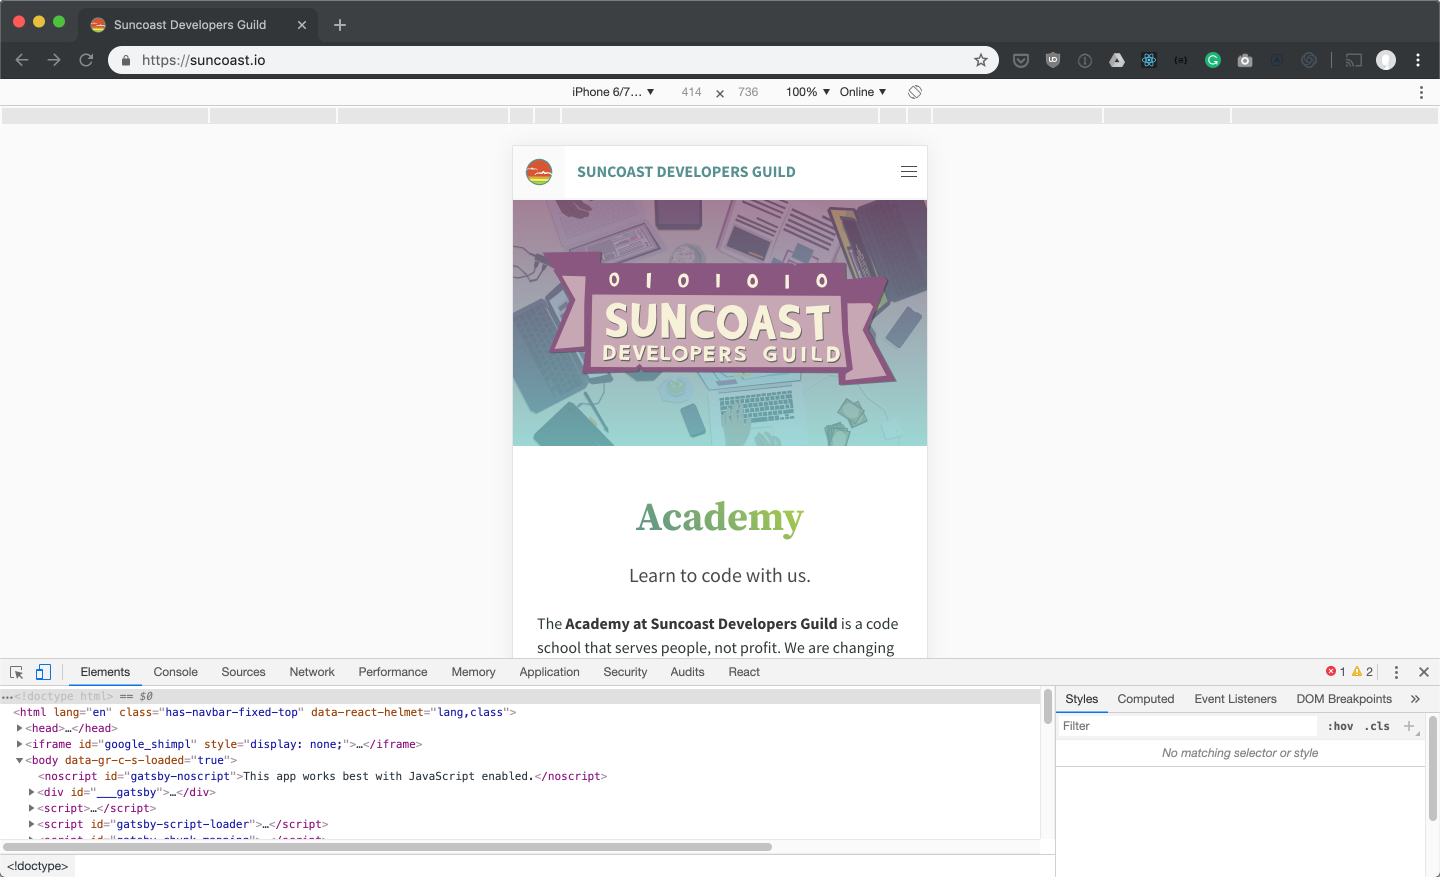 Suncoast Developers Guild
https://suncoast.io
iPhone 6/7… 414 × 736 100% Online
SUNCOAST DEVELOPERS GUILD
0 1 0 1 0 1 0
SUNCOAST
DEVELOPERS GUILD
Academy
Learn to code with us.
The Academy at Suncoast Developers Guild is a code
school that serves people, not profit. We are changing
Elements Console Sources Network Performance Memory Application Security Audits React 1 2
…<!doctype html> == $0
<html lang="en" class="has-navbar-fixed-top" data-react-helmet="lang,class">
<head>…</head>
<iframe id="google_shimpl" style="display: none;">…</iframe>
<body data-gr-c-s-loaded="true">
<noscript id="gatsby-noscript">This app works best with JavaScript enabled.</noscript>
<div id="___gatsby">…</div>
<script>…</script>
<script id="gatsby-script-loader">…</script>
<script id="gatsby-chunk-mapping">…</script>
<!doctype>
Styles Computed Event Listeners DOM Breakpoints »
Filter :hov .cls +
No matching selector or style